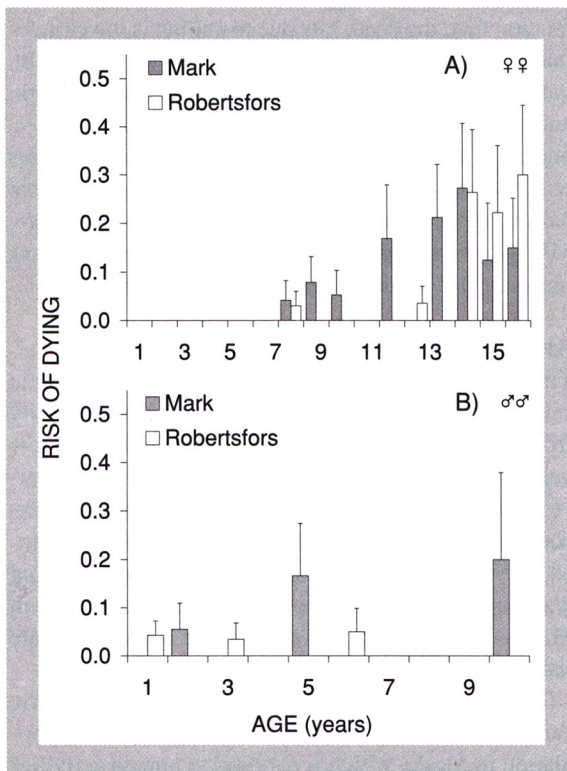 RISK OF DYING
A) ♀♀
Mark
Robertsfors
0.5
0.4
0.3
0.2
0.1
0.0
1 3 5 7 9 11 13 15
B) ♂♂
Mark
Robertsfors
0.5
0.4
0.3
0.2
0.1
0.0
1 3 5 7 9
AGE (years)